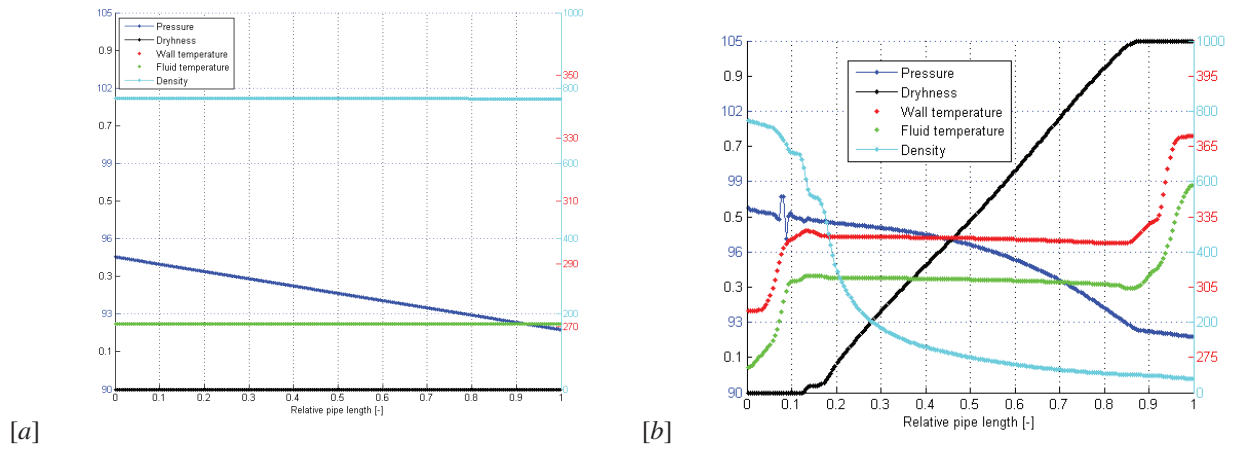 105
0.9
102
0.7
99
0.5
96
0.3
93
0.1
90
Pressure
Dryhness
Wall temperature
Fluid temperature
Density
1000
350
800
330
600
310
400
290
200
270
0
0 0.1 0.2 0.3 0.4 0.5 0.6 0.7 0.8 0.9 1
Relative pipe length [-]
[a]
105
0.9
102
0.7
99
0.5
96
0.3
93
0.1
90
Pressure
Dryhness
Wall temperature
Fluid temperature
Density
1000
395
800
365
600
335
400
305
200
275
0
0 0.1 0.2 0.3 0.4 0.5 0.6 0.7 0.8 0.9 1
Relative pipe length [-]
[b]